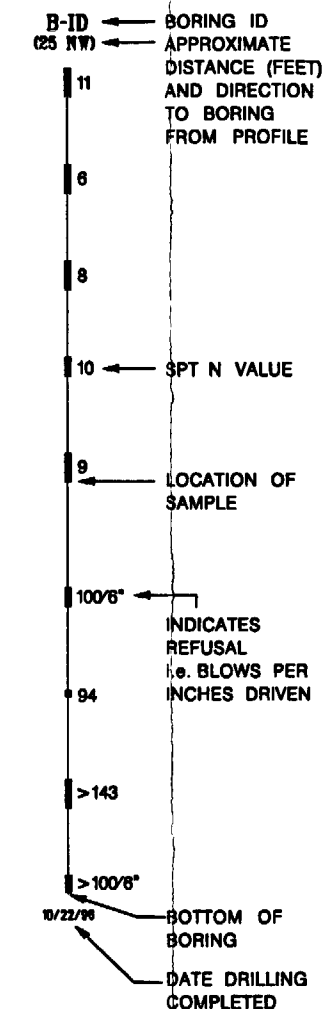 B-ID BORING ID
(25 NW) APPROXIMATE
DISTANCE (FEET)
AND DIRECTION
TO BORING
FROM PROFILE
11
6
8
10 SPT N VALUE
9
LOCATION OF
SAMPLE
100/6"
INDICATES
REFUSAL
i.e. BLOWS PER
INCHES DRIVEN
94
>143
>100/6"
10/22/96
BOTTOM OF
BORING
DATE DRILLING
COMPLETED